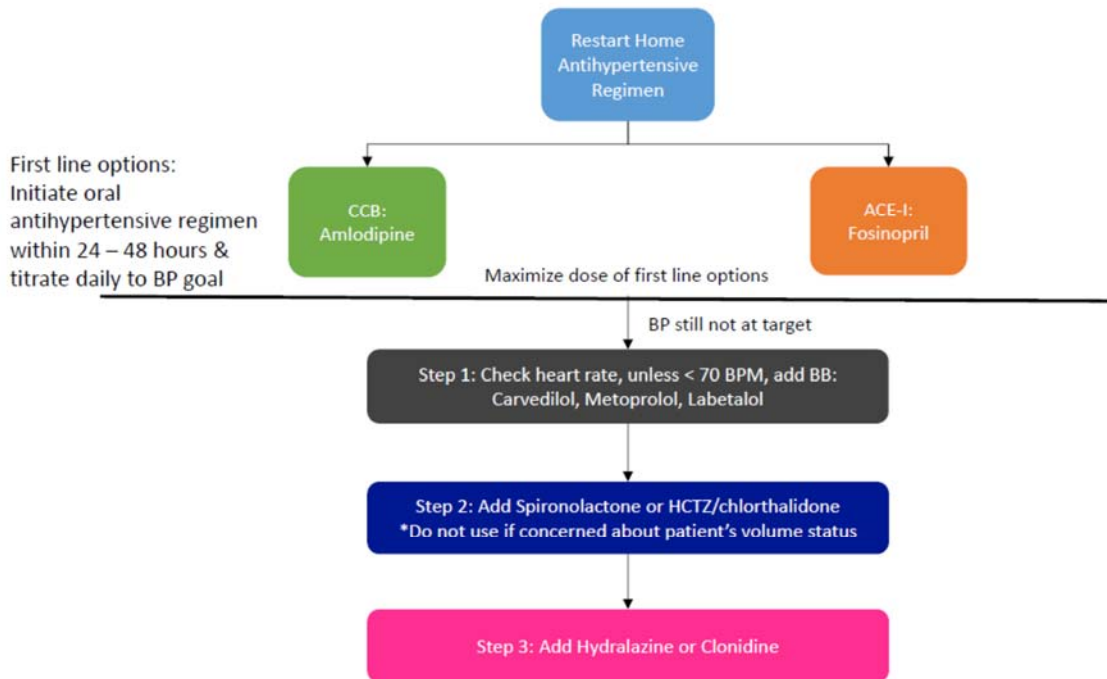 Restart Home
Antihypertensive
Regimen
First line options:
Initiate oral
antihypertensive regimen
within 24 – 48 hours &
titrate daily to BP goal
CCB:
Amlodipine
ACE-I:
Fosinopril
Maximize dose of first line options
BP still not at target
Step 1: Check heart rate, unless < 70 BPM, add BB:
Carvedilol, Metoprolol, Labetalol
Step 2: Add Spironolactone or HCTZ/chlorthalidone
*Do not use if concerned about patient's volume status
Step 3: Add Hydralazine or Clonidine